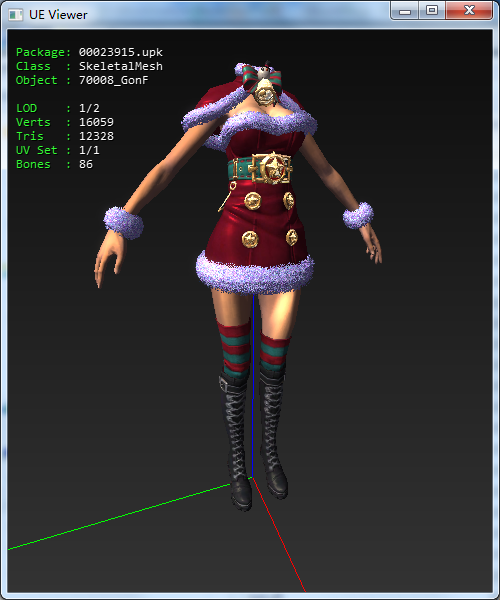 UE Viewer
Package: 00023915.upk
Class : SkeletalMesh
Object : 70008_GonF
LOD : 1/2
Verts : 16059
Tris : 12328
UV Set : 1/1
Bones : 86